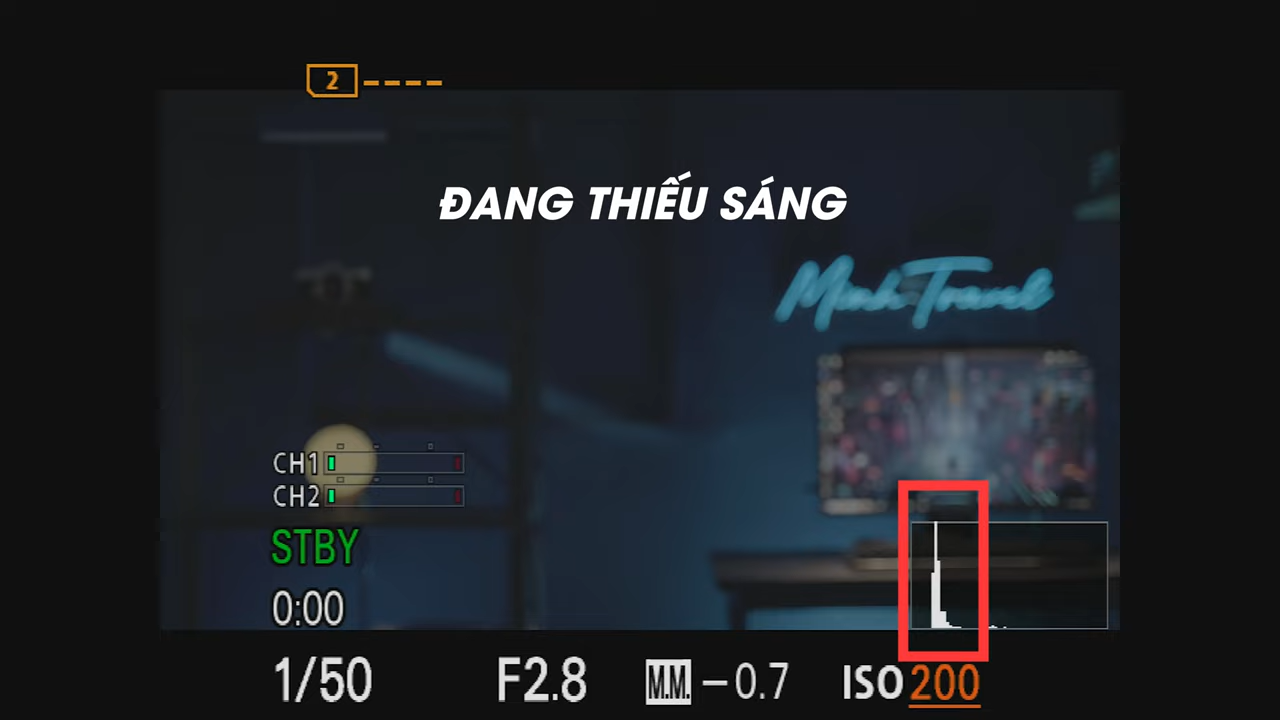 2 ----
ĐANG THIẾU SÁNG
Minh Travel
CH1
CH2
STBY
0:00
1/50 F2.8 M.M. –0.7 ISO 200